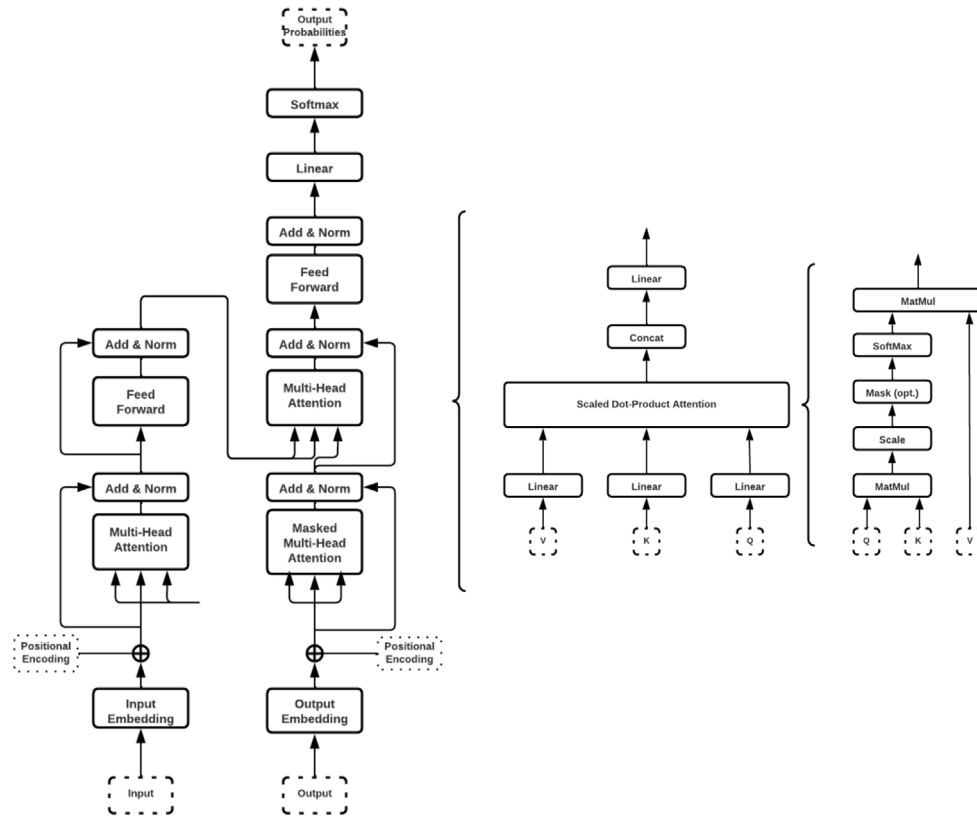 Output
Probabilities
Softmax
Linear
Add & Norm
Feed
Forward
Add & Norm
Multi-Head
Attention
Add & Norm
Masked
Multi-Head
Attention
Positional
Encoding
Output
Embedding
Output
Add & Norm
Feed
Forward
Add & Norm
Multi-Head
Attention
Positional
Encoding
Input
Embedding
Input
Linear
Concat
Scaled Dot-Product Attention
Linear
Linear
Linear
V
K
Q
MatMul
SoftMax
Mask (opt.)
Scale
MatMul
Q
K
V